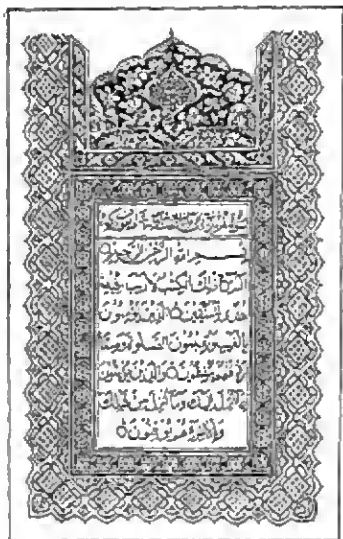 بسم الله الرحمن الرحيم
الم ذلك الكتب لا ريب فيه
هدى للمتقين الذين يؤمنون
بالغيب ويقيمون الصلوة ومما
رزقنهم ينفقون والذين يؤمنون
بما انزل اليك وما انزل من قبلك
وبالاخرة هم يوقنون